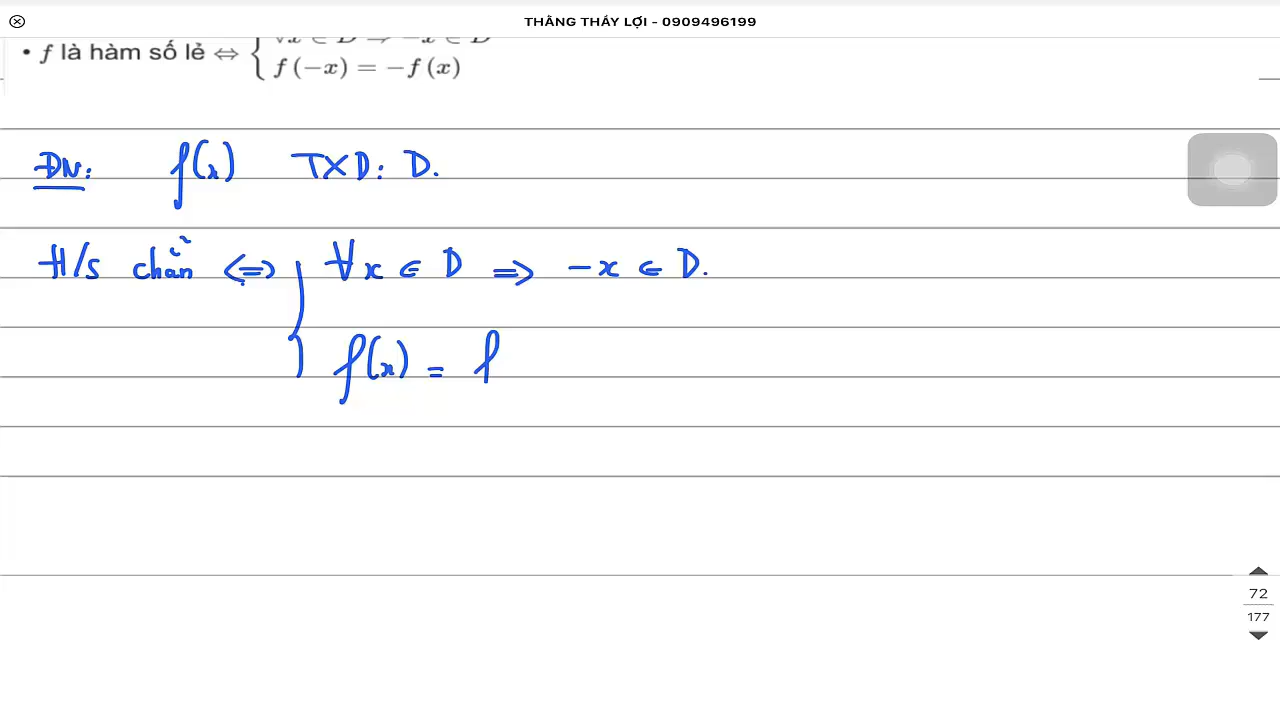 THẦNG THẦY LỢI - 0909496199
∀x ∈ D ⇒ -x ∈ D
• f là hàm số lẻ ⇔ {
f(-x) = -f(x)
ĐN: f(x) TXĐ: D.
H/s chẵn ⇔ { ∀x ∈ D ⇒ -x ∈ D.
f(x) = f
72
177